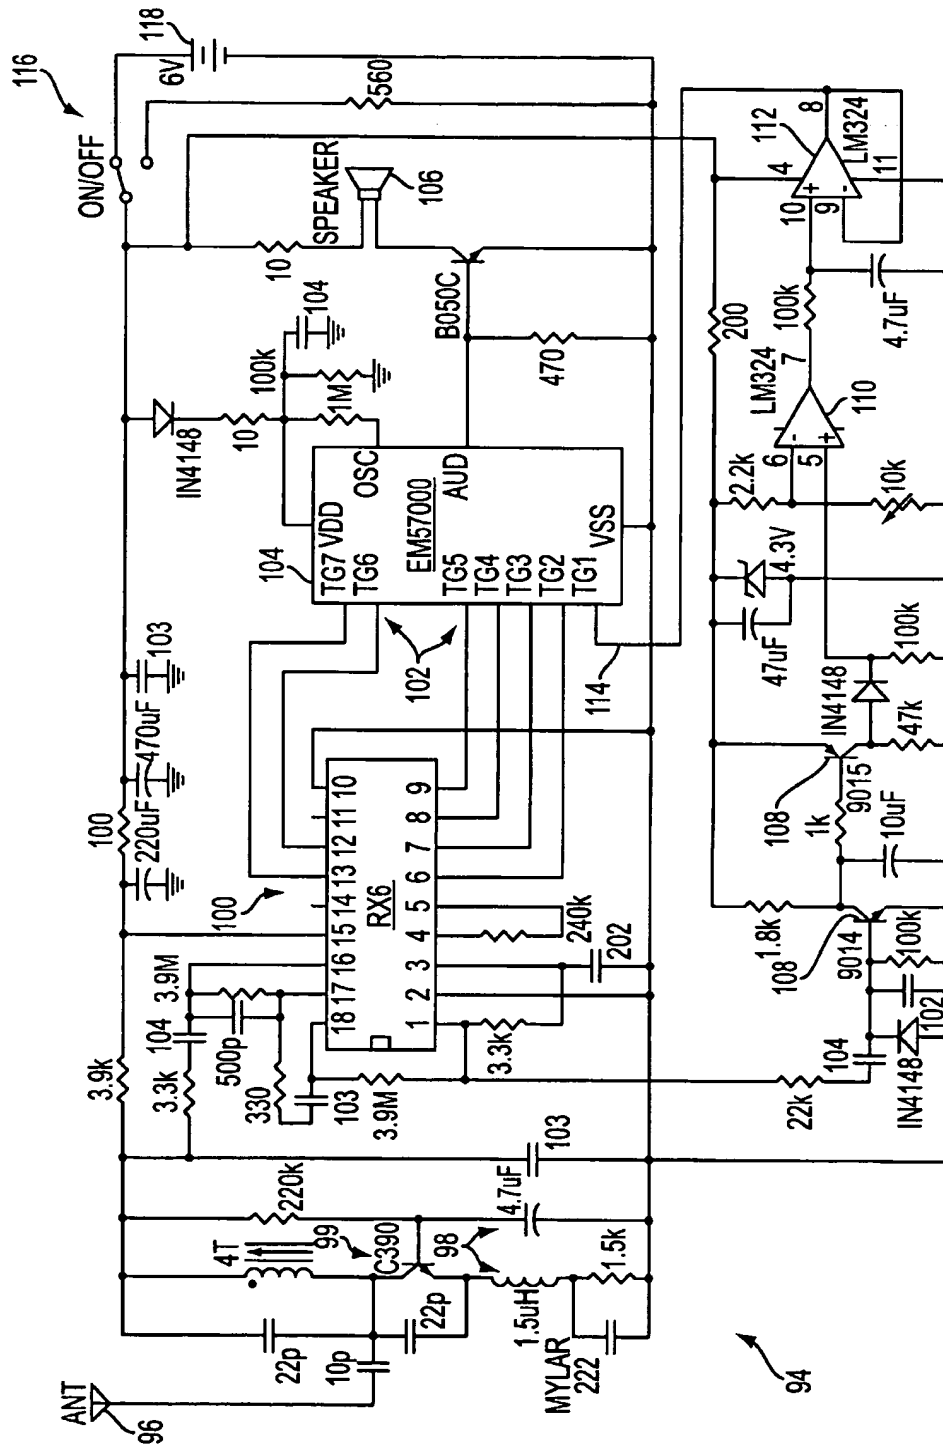 ANT
96
22p
10p
22p
4T
99
C390
98
220k
4.7uF
1.5uH
1.5k
MYLAR
222
94
3.9k
3.3k
104
3.9M
500p
330
103
3.9M
3.3k
103
100
220uF
470uF
103
100
18 17 16 15 14 13 12 11 10
RX6
1 2 3 4 5 6 7 8 9
240k
202
102
104
TG7 VDD
TG6
OSC
EM57000
TG5
AUD
TG4
TG3
TG2
TG1
VSS
114
IN4148
10
100k
104
1M
10
SPEAKER
106
B050C
470
ON/OFF
116
6V
118
560
22k
104
IN4148
102
100k
9014
108
1.8k
10uF
1k
108
9015
47k
IN4148
100k
47uF
4.3V
2.2k
10k
6
5
LM324
7
110
200
100k
4.7uF
10
9
4
112
8
LM324
11